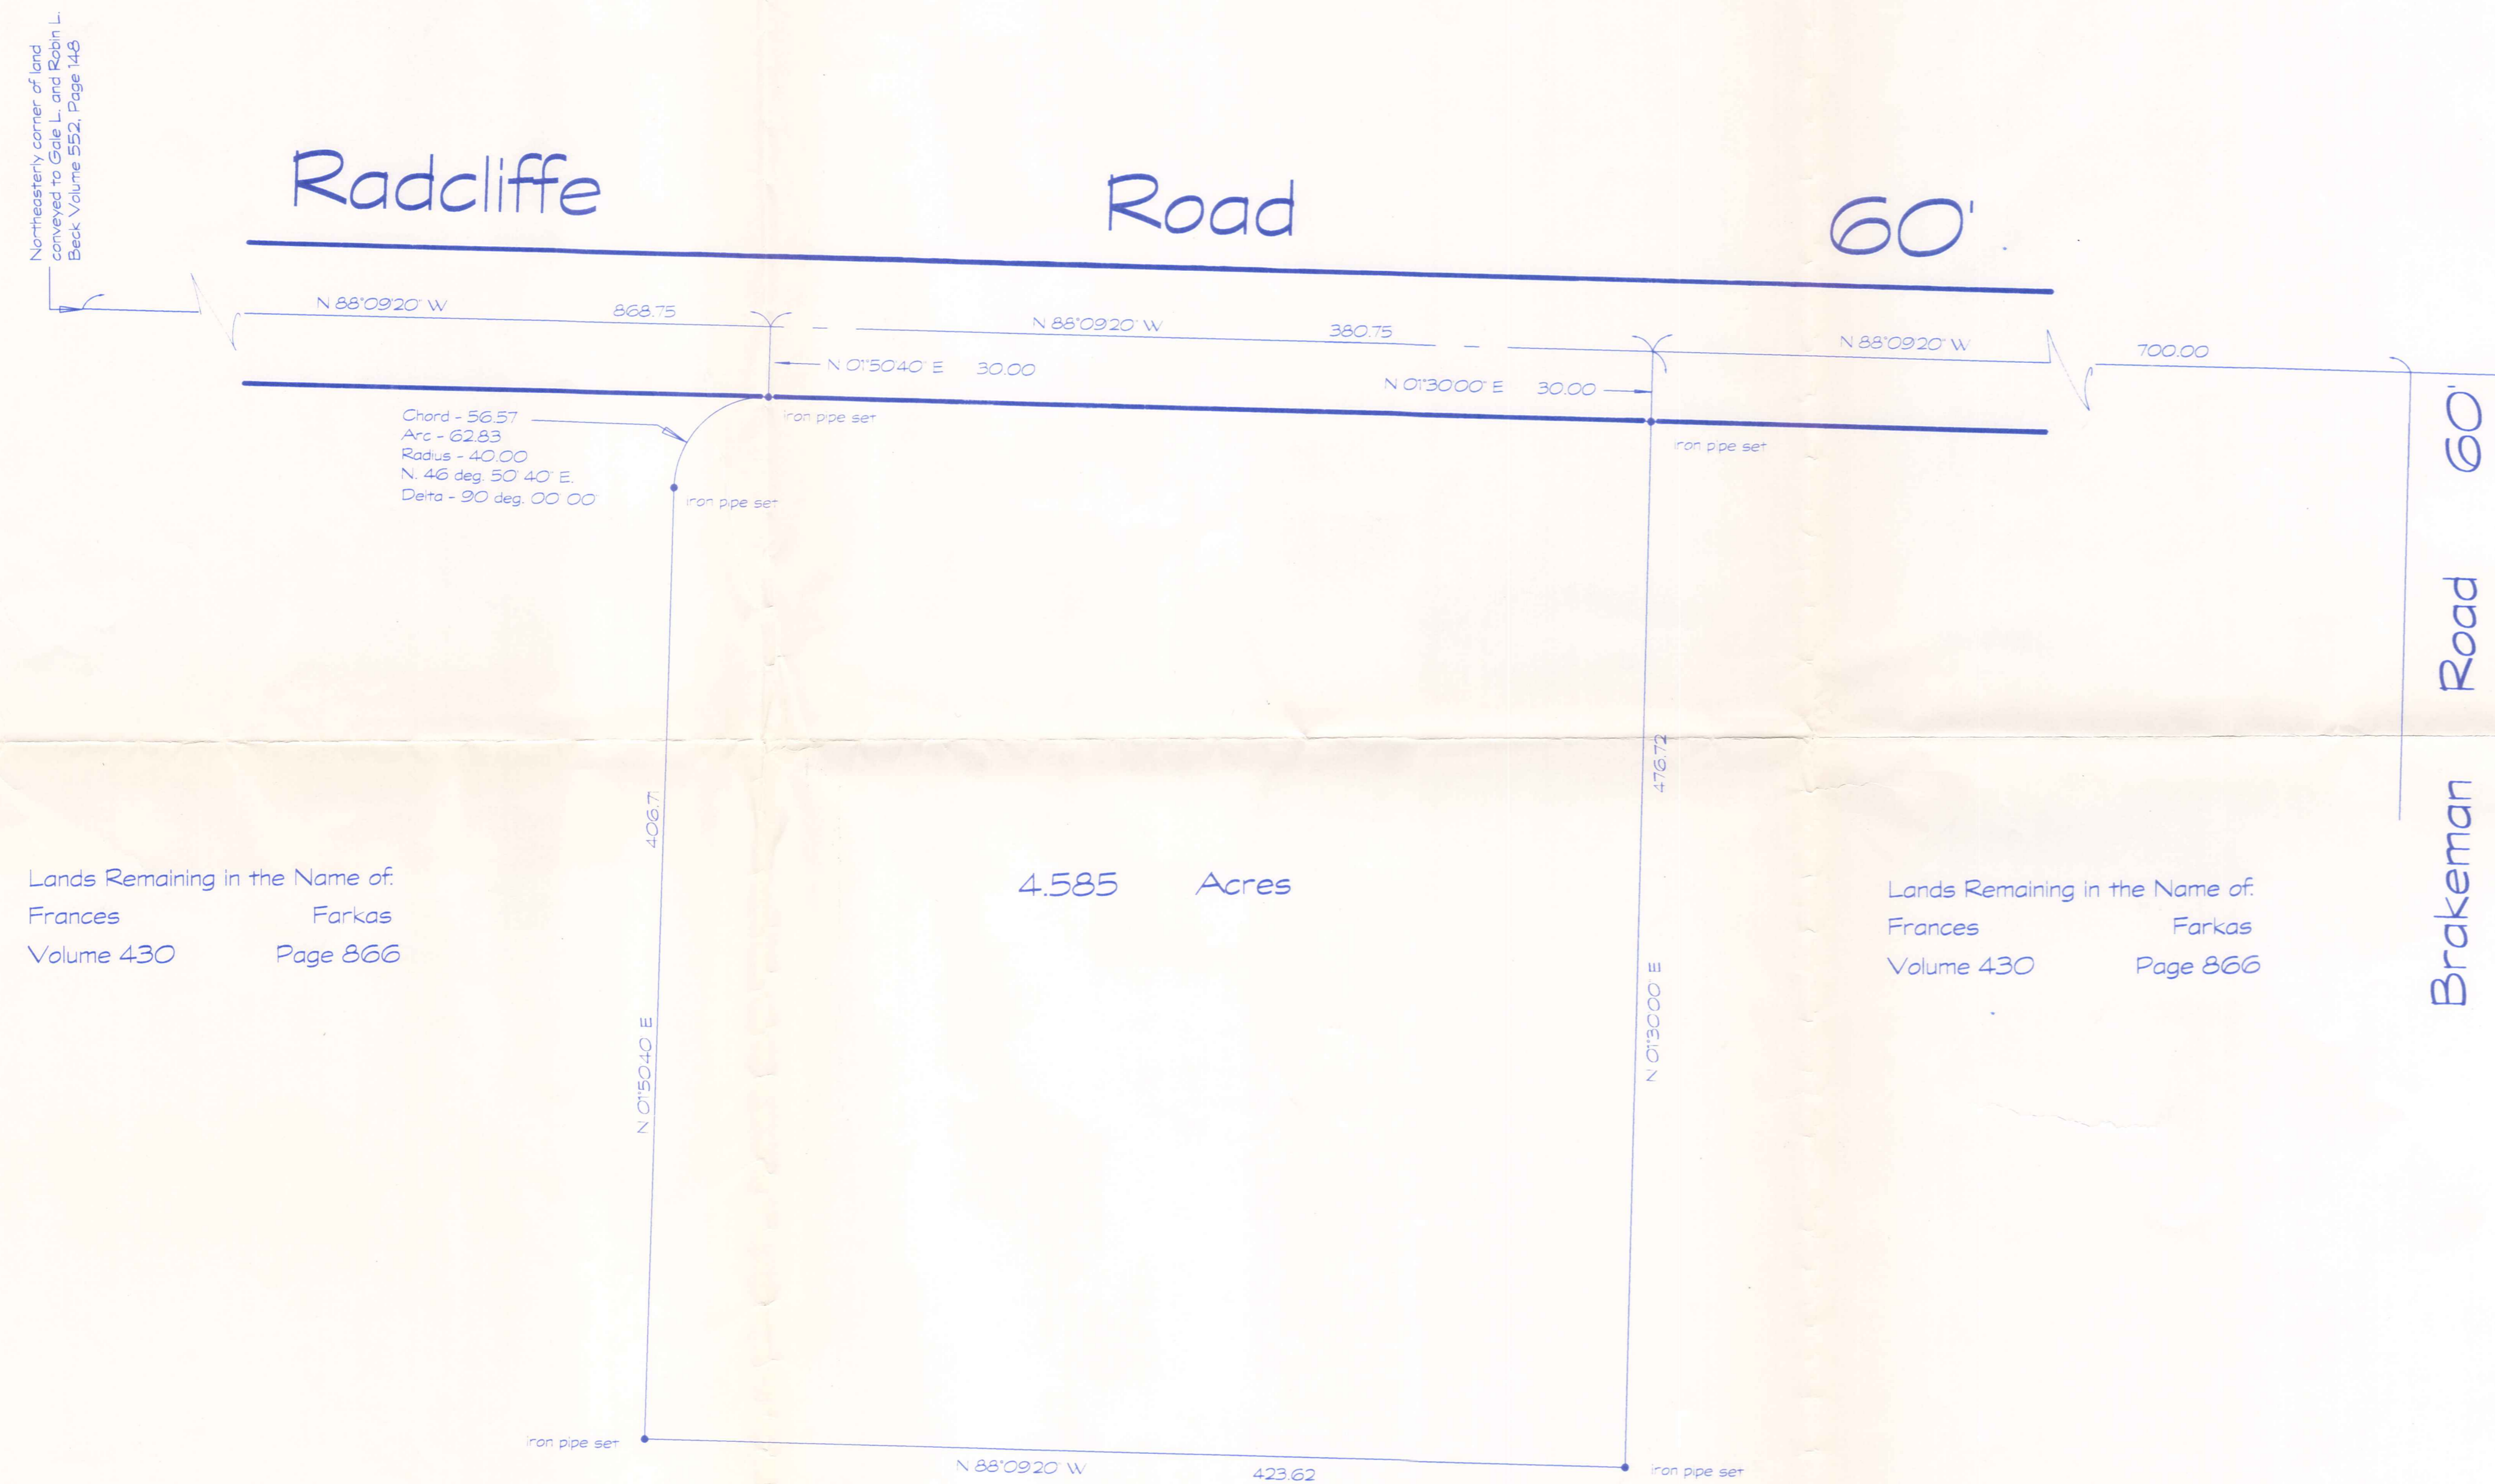 Northeasterly corner of land
conveyed to Gale L. and Robin L.
Beck Volume 552, Page 148
Radcliffe Road 60'
N 88°09'20" W 868.75
N 88°09'20" W 380.75
N 88°09'20" W 700.00
N 01°50'40" E 30.00
N 01°30'00" E 30.00
Chord - 56.57
Arc - 62.83
Radius - 40.00
N. 46 deg. 50' 40" E.
Delta - 90 deg. 00' 00"
iron pipe set
iron pipe set
iron pipe set
406.71
N 01°50'40" E
476.72
N 01°30'00" E
Brakeman Road 60'
4.585 Acres
Lands Remaining in the Name of:
Frances Farkas
Volume 430 Page 866
Lands Remaining in the Name of:
Frances Farkas
Volume 430 Page 866
iron pipe set
N 88°09'20" W 423.62
iron pipe set